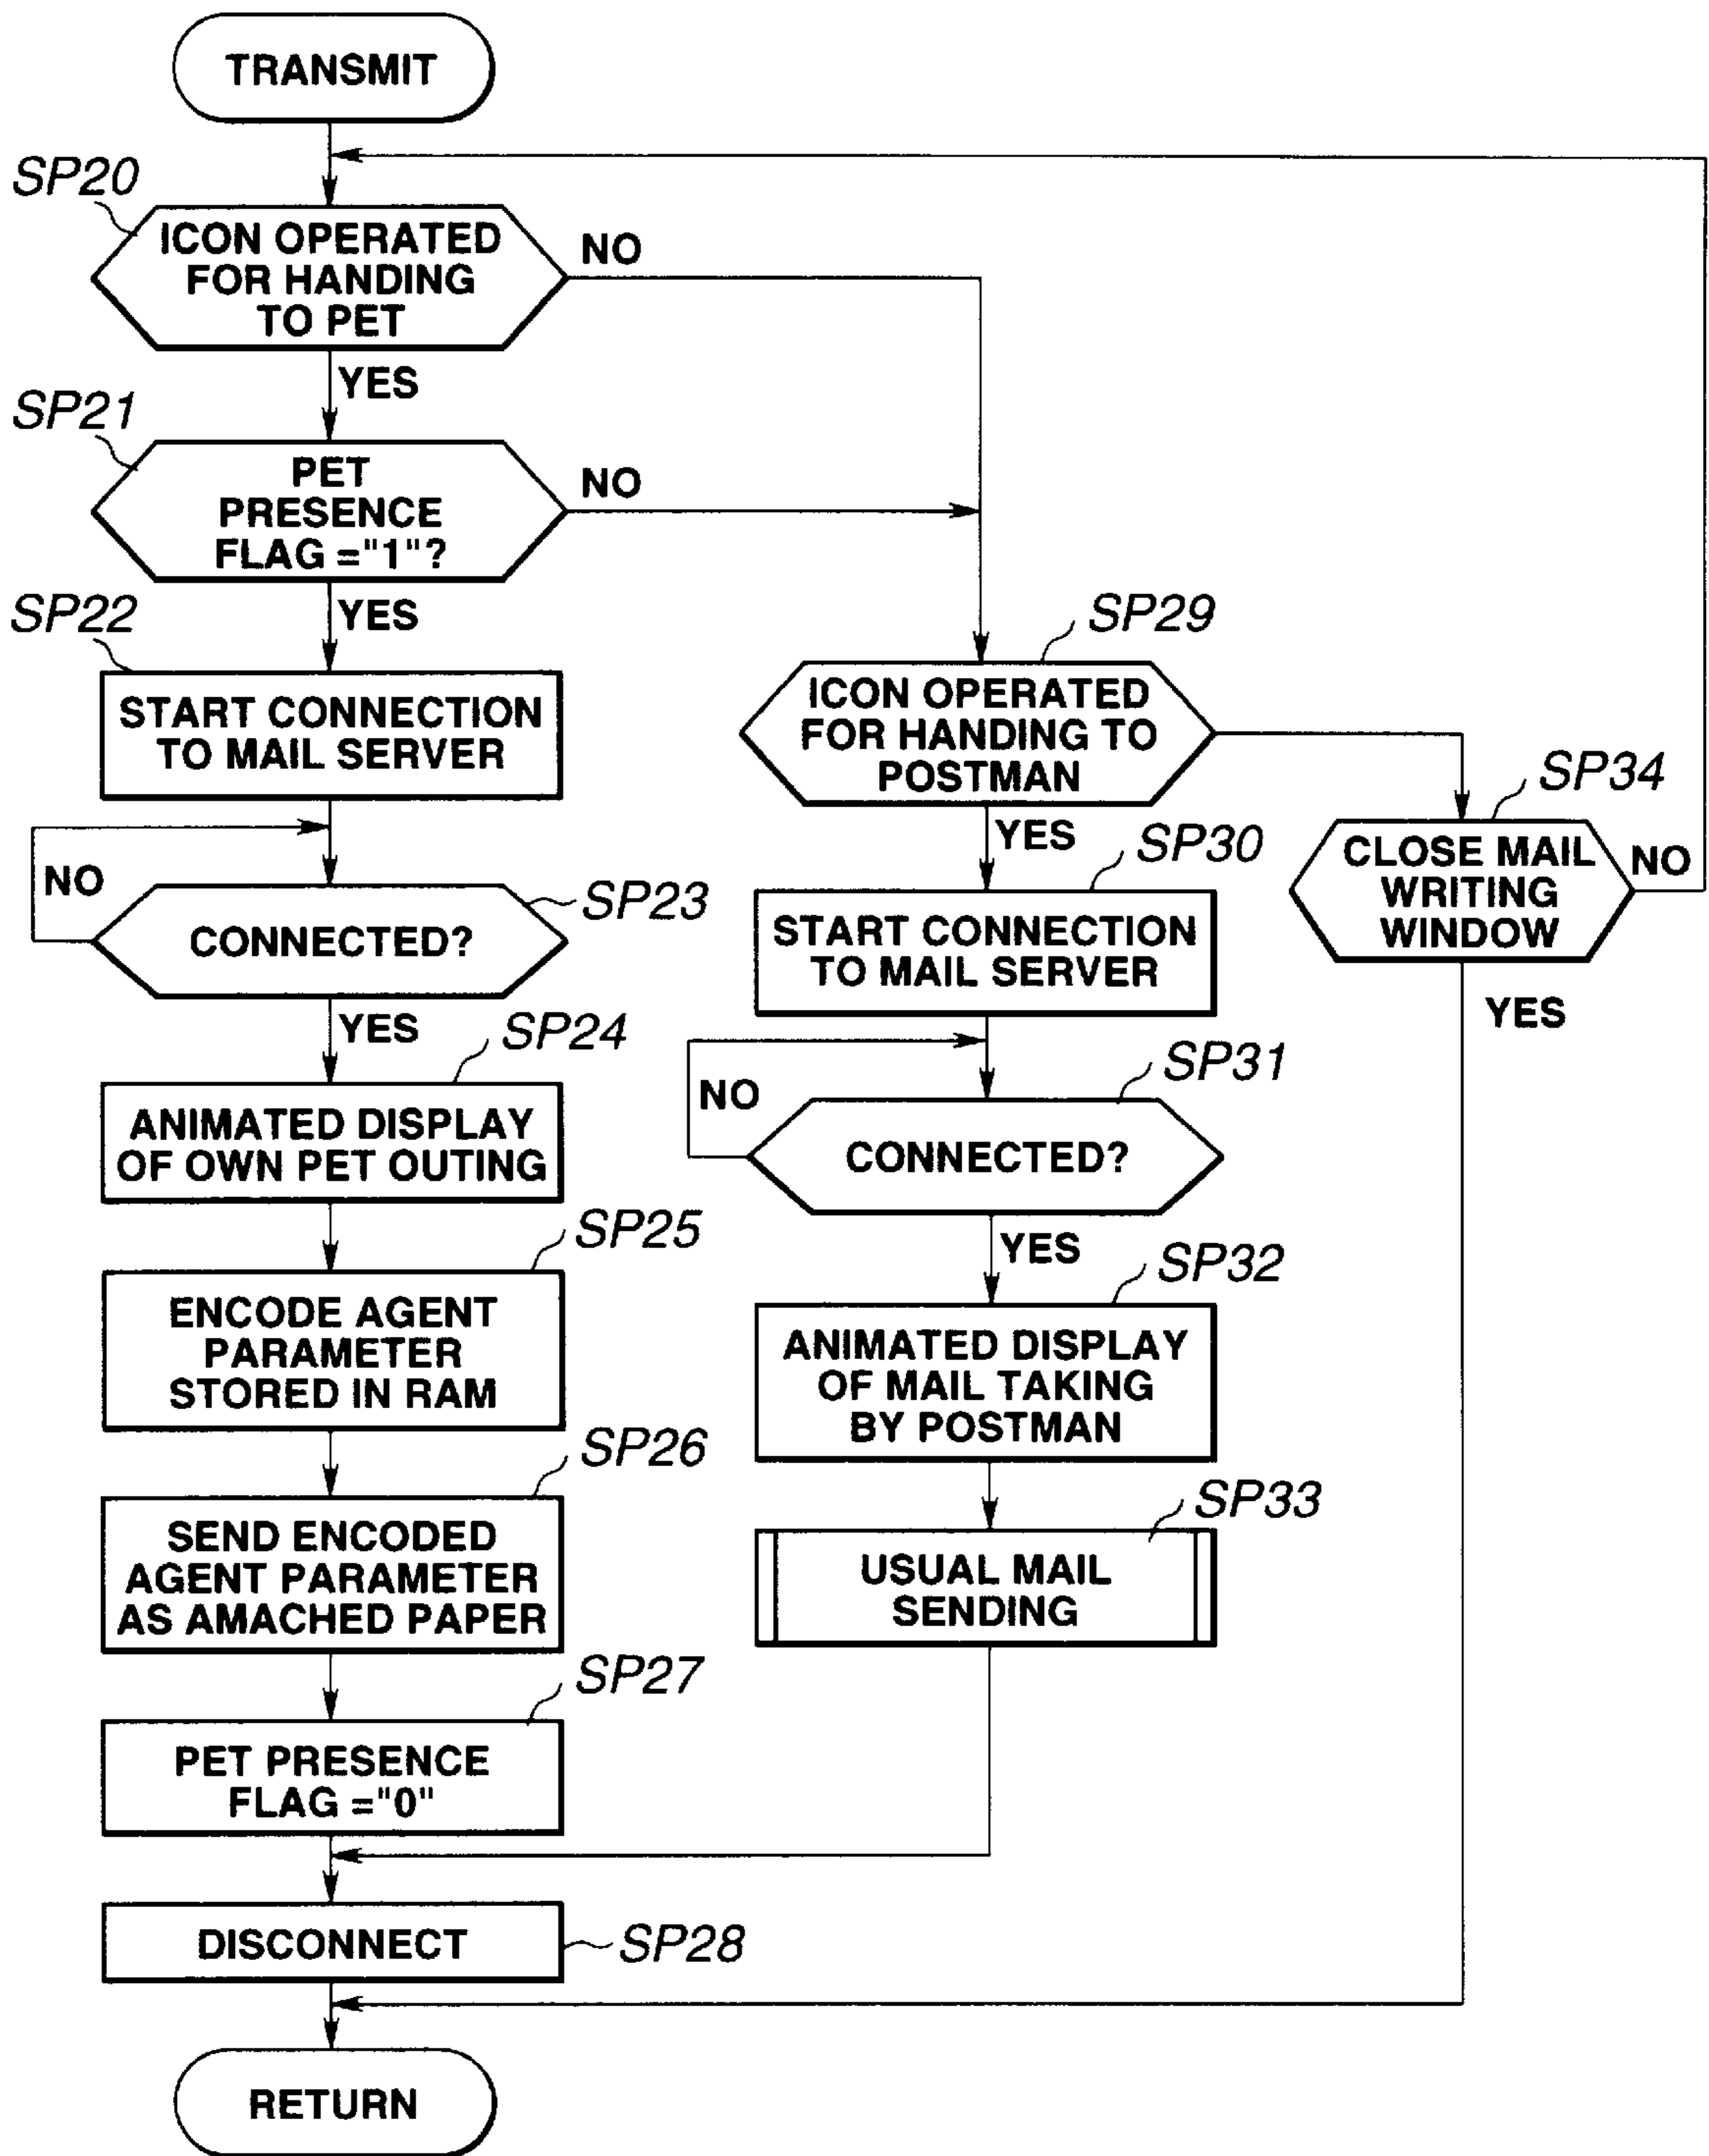 TRANSMIT
SP20
ICON OPERATED
FOR HANDING
TO PET
NO
YES
SP21
PET
PRESENCE
FLAG ="1"?
NO
YES
SP22
START CONNECTION
TO MAIL SERVER
NO
SP23
CONNECTED?
YES
SP24
ANIMATED DISPLAY
OF OWN PET OUTING
SP25
ENCODE AGENT
PARAMETER
STORED IN RAM
SP26
SEND ENCODED
AGENT PARAMETER
AS AMACHED PAPER
SP27
PET PRESENCE
FLAG ="0"
DISCONNECT
SP28
RETURN
SP29
ICON OPERATED
FOR HANDING TO
POSTMAN
YES
SP30
START CONNECTION
TO MAIL SERVER
NO
SP31
CONNECTED?
YES
SP32
ANIMATED DISPLAY
OF MAIL TAKING
BY POSTMAN
SP33
USUAL MAIL
SENDING
SP34
CLOSE MAIL
WRITING
WINDOW
NO
YES